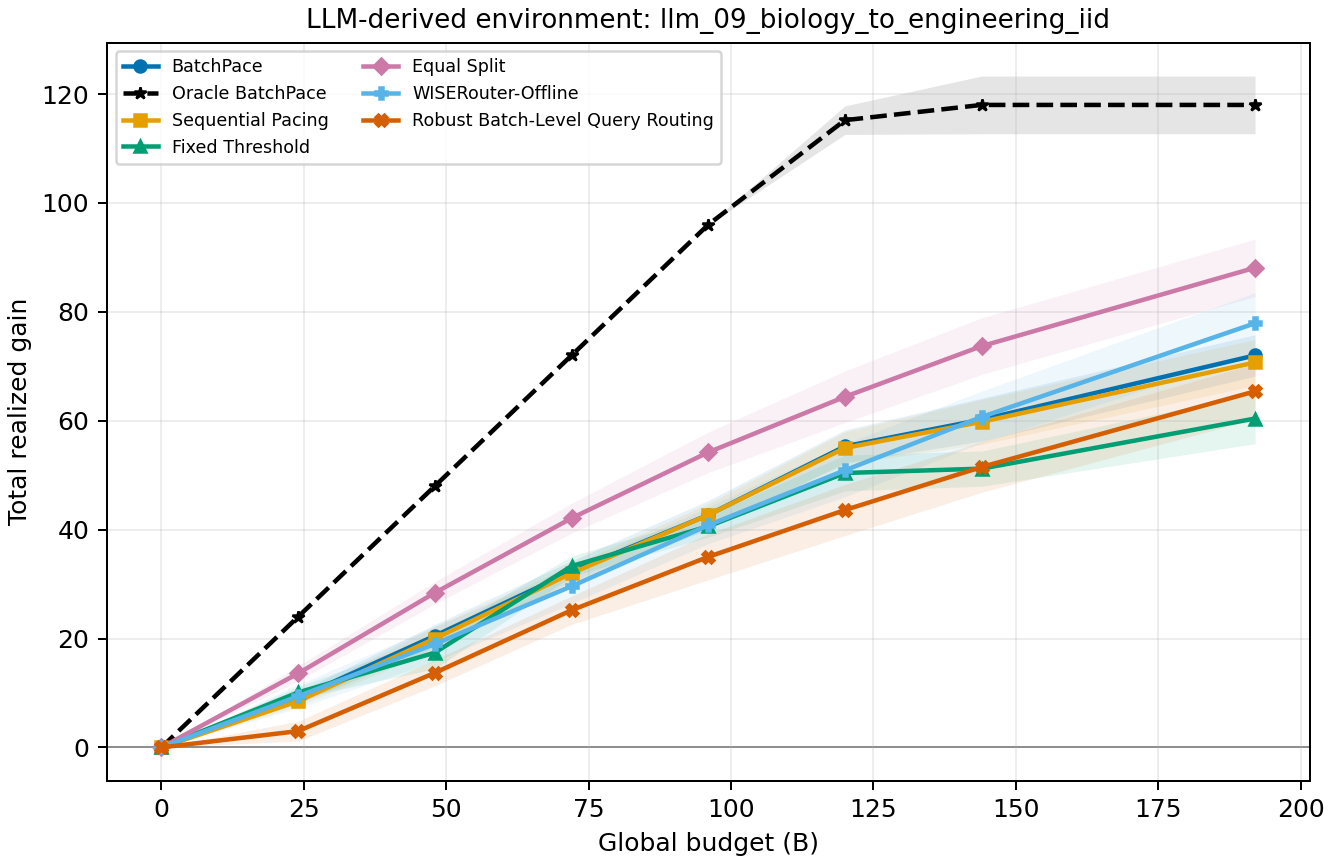 LLM-derived environment: llm_09_biology_to_engineering_iid
BatchPace
Oracle BatchPace
Sequential Pacing
Fixed Threshold
Equal Split
WISERouter-Offline
Robust Batch-Level Query Routing
Total realized gain
120
100
80
60
40
20
0
0 25 50 75 100 125 150 175 200
Global budget (B)